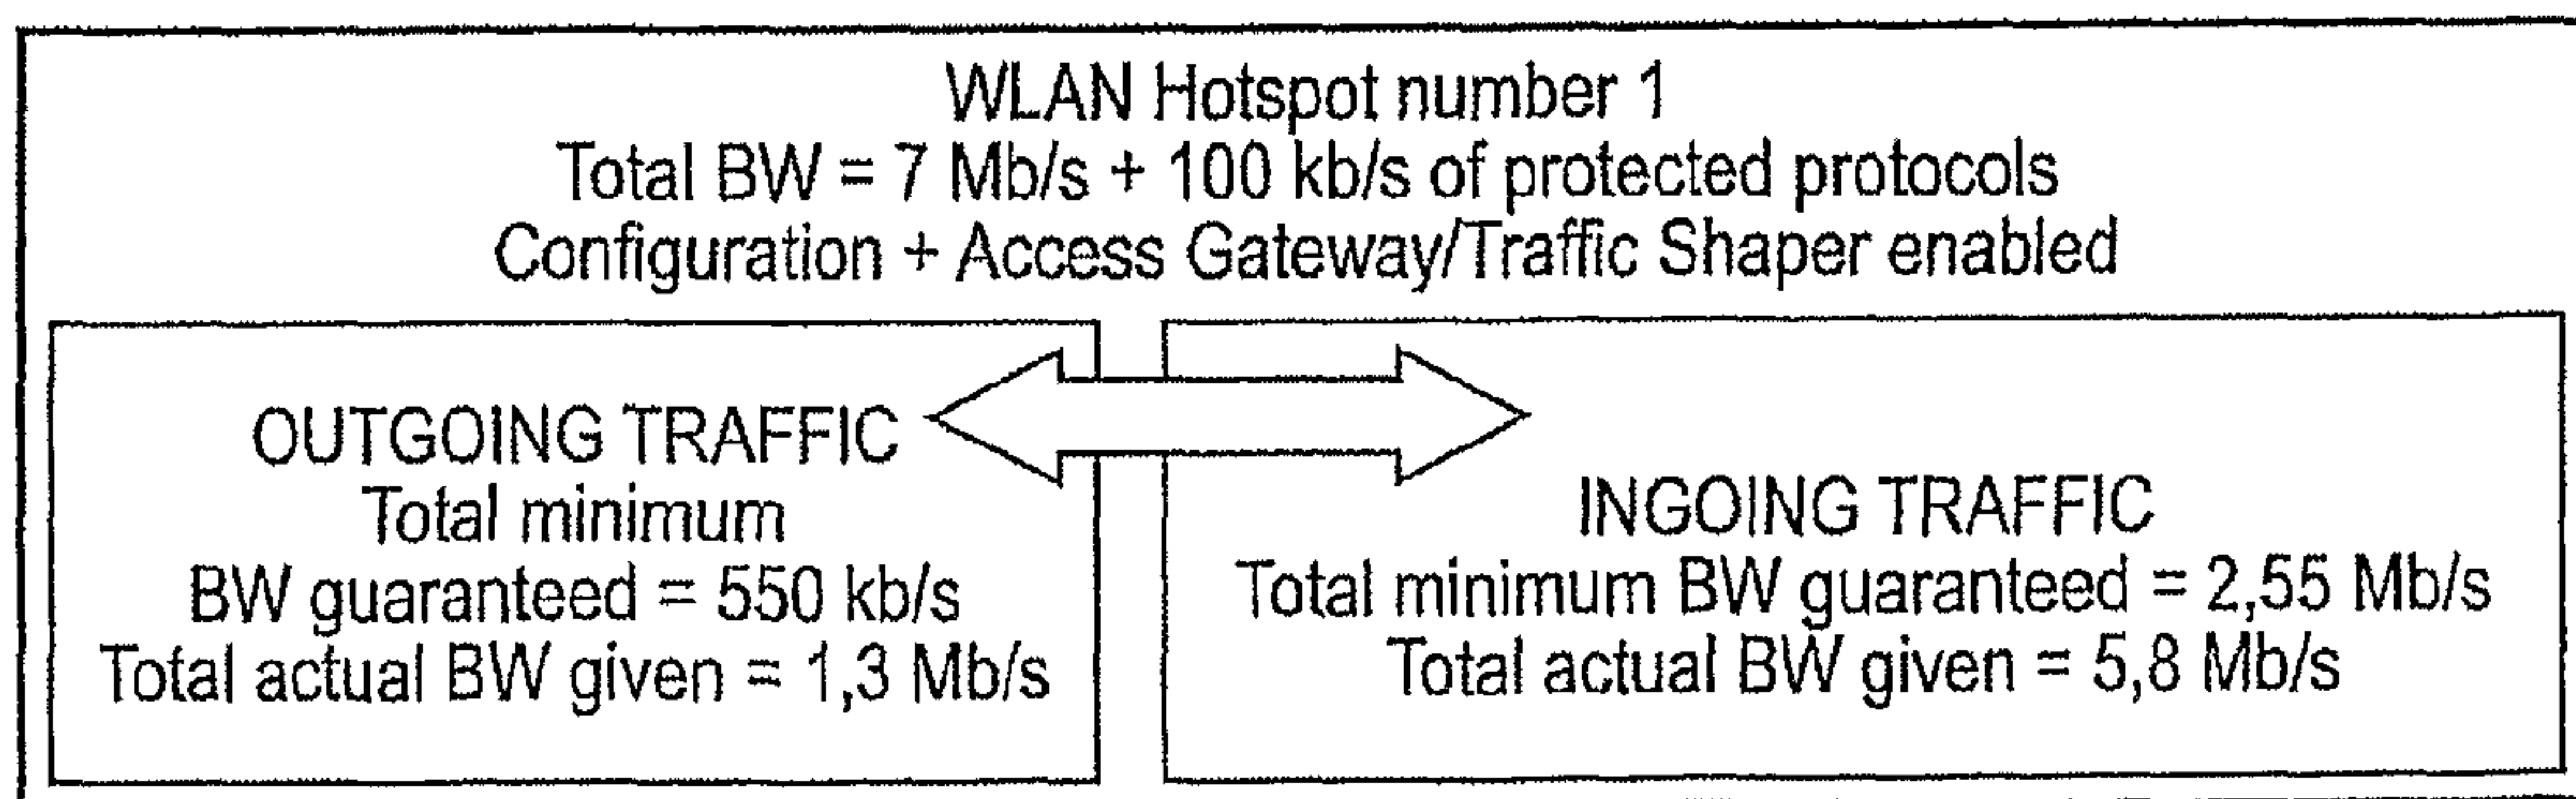 WLAN Hotspot number 1
Total BW = 7 Mb/s + 100 kb/s of protected protocols
Configuration + Access Gateway/Traffic Shaper enabled
OUTGOING TRAFFIC
Total minimum
BW guaranteed = 550 kb/s
Total actual BW given = 1,3 Mb/s
INGOING TRAFFIC
Total minimum BW guaranteed = 2,55 Mb/s
Total actual BW given = 5,8 Mb/s